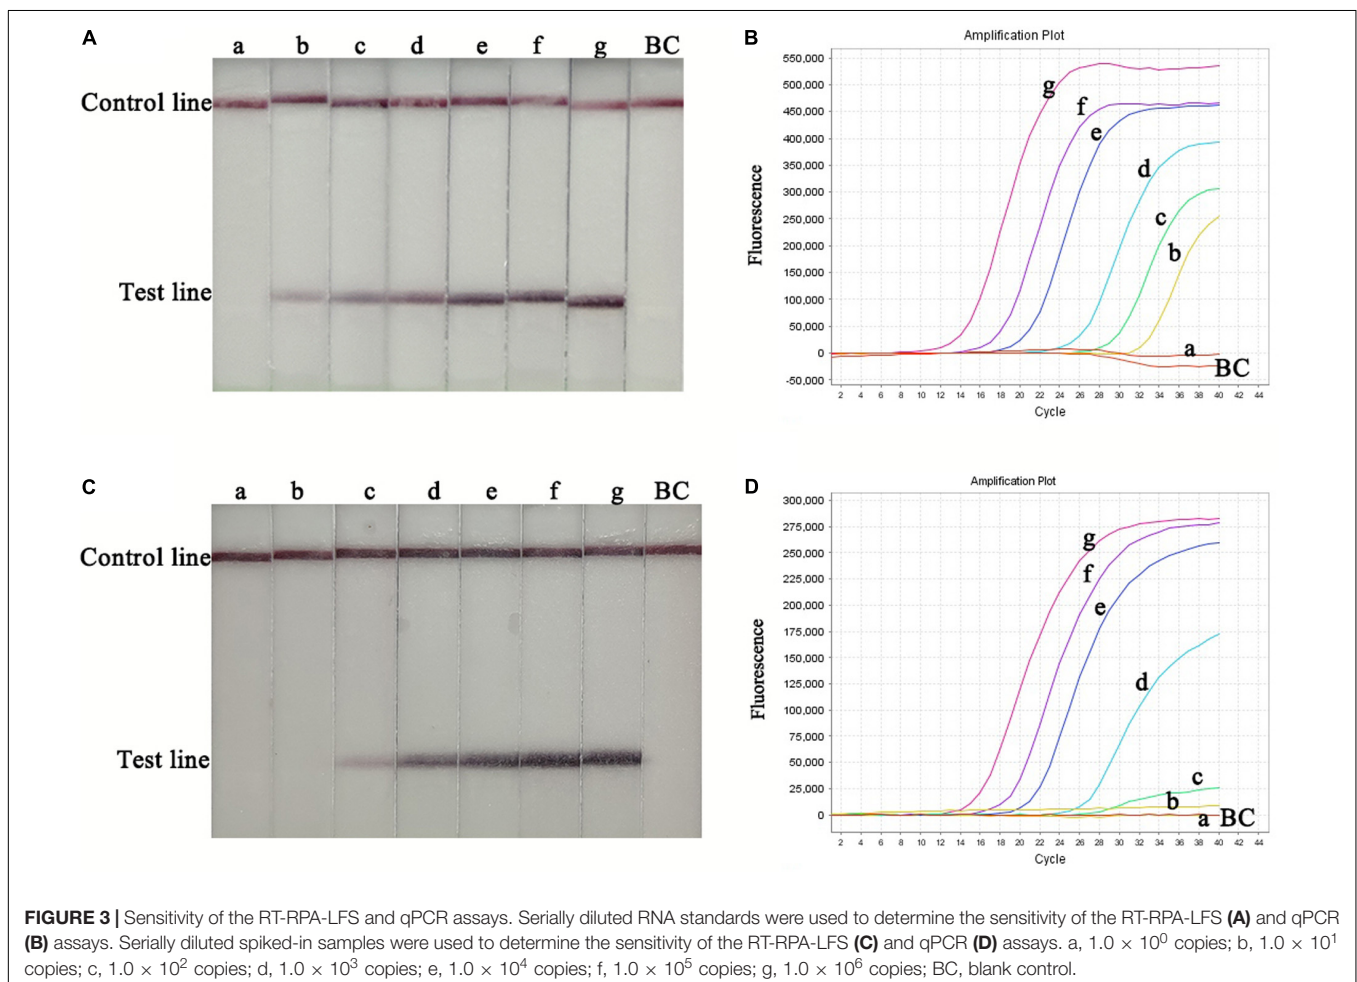 A
a b c d e f g BC
Control line
Test line
B
Amplification Plot
550,000
500,000
450,000
400,000
350,000
300,000
250,000
200,000
150,000
100,000
50,000
0
-50,000
Fluorescence
g
f
e
d
c
b
a
BC
2 4 6 8 10 12 14 16 18 20 22 24 26 28 30 32 34 36 38 40 42 44
Cycle
C
a b c d e f g BC
Control line
Test line
D
Amplification Plot
300,000
275,000
250,000
225,000
200,000
175,000
150,000
125,000
100,000
75,000
50,000
25,000
0
Fluorescence
g
f
e
d
c
b
a BC
2 4 6 8 10 12 14 16 18 20 22 24 26 28 30 32 34 36 38 40 42 44
Cycle
FIGURE 3 | Sensitivity of the RT-RPA-LFS and qPCR assays. Serially diluted RNA standards were used to determine the sensitivity of the RT-RPA-LFS (A) and qPCR
(B) assays. Serially diluted spiked-in samples were used to determine the sensitivity of the RT-RPA-LFS (C) and qPCR (D) assays. a, 1.0 × 10⁰ copies; b, 1.0 × 10¹
copies; c, 1.0 × 10² copies; d, 1.0 × 10³ copies; e, 1.0 × 10⁴ copies; f, 1.0 × 10⁵ copies; g, 1.0 × 10⁶ copies; BC, blank control.